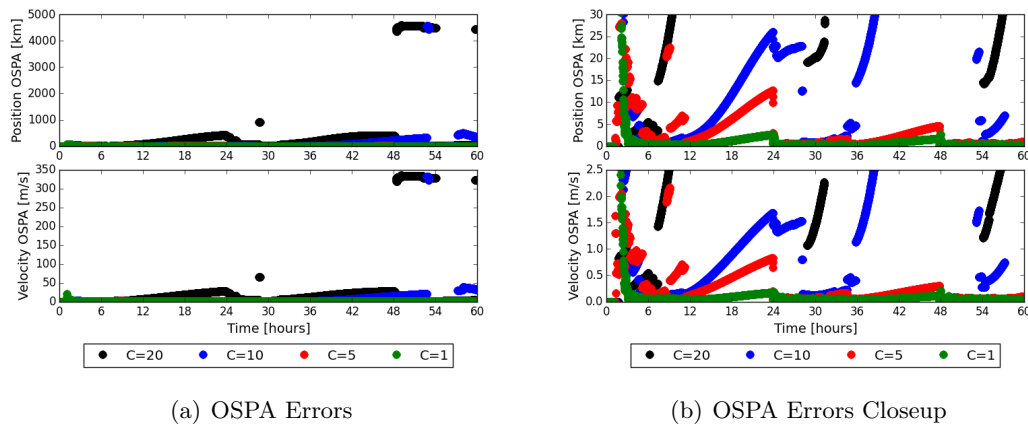 5000
4000
3000
2000
1000
0
Position OSPA [km]
0 6 12 18 24 30 36 42 48 54 60
350
300
250
200
150
100
50
0
Velocity OSPA [m/s]
0 6 12 18 24 30 36 42 48 54 60
Time [hours]
C=20 C=10 C=5 C=1
(a) OSPA Errors
30
25
20
15
10
5
0
Position OSPA [km]
0 6 12 18 24 30 36 42 48 54 60
2.5
2.0
1.5
1.0
0.5
0.0
Velocity OSPA [m/s]
0 6 12 18 24 30 36 42 48 54 60
Time [hours]
C=20 C=10 C=5 C=1
(b) OSPA Errors Closeup